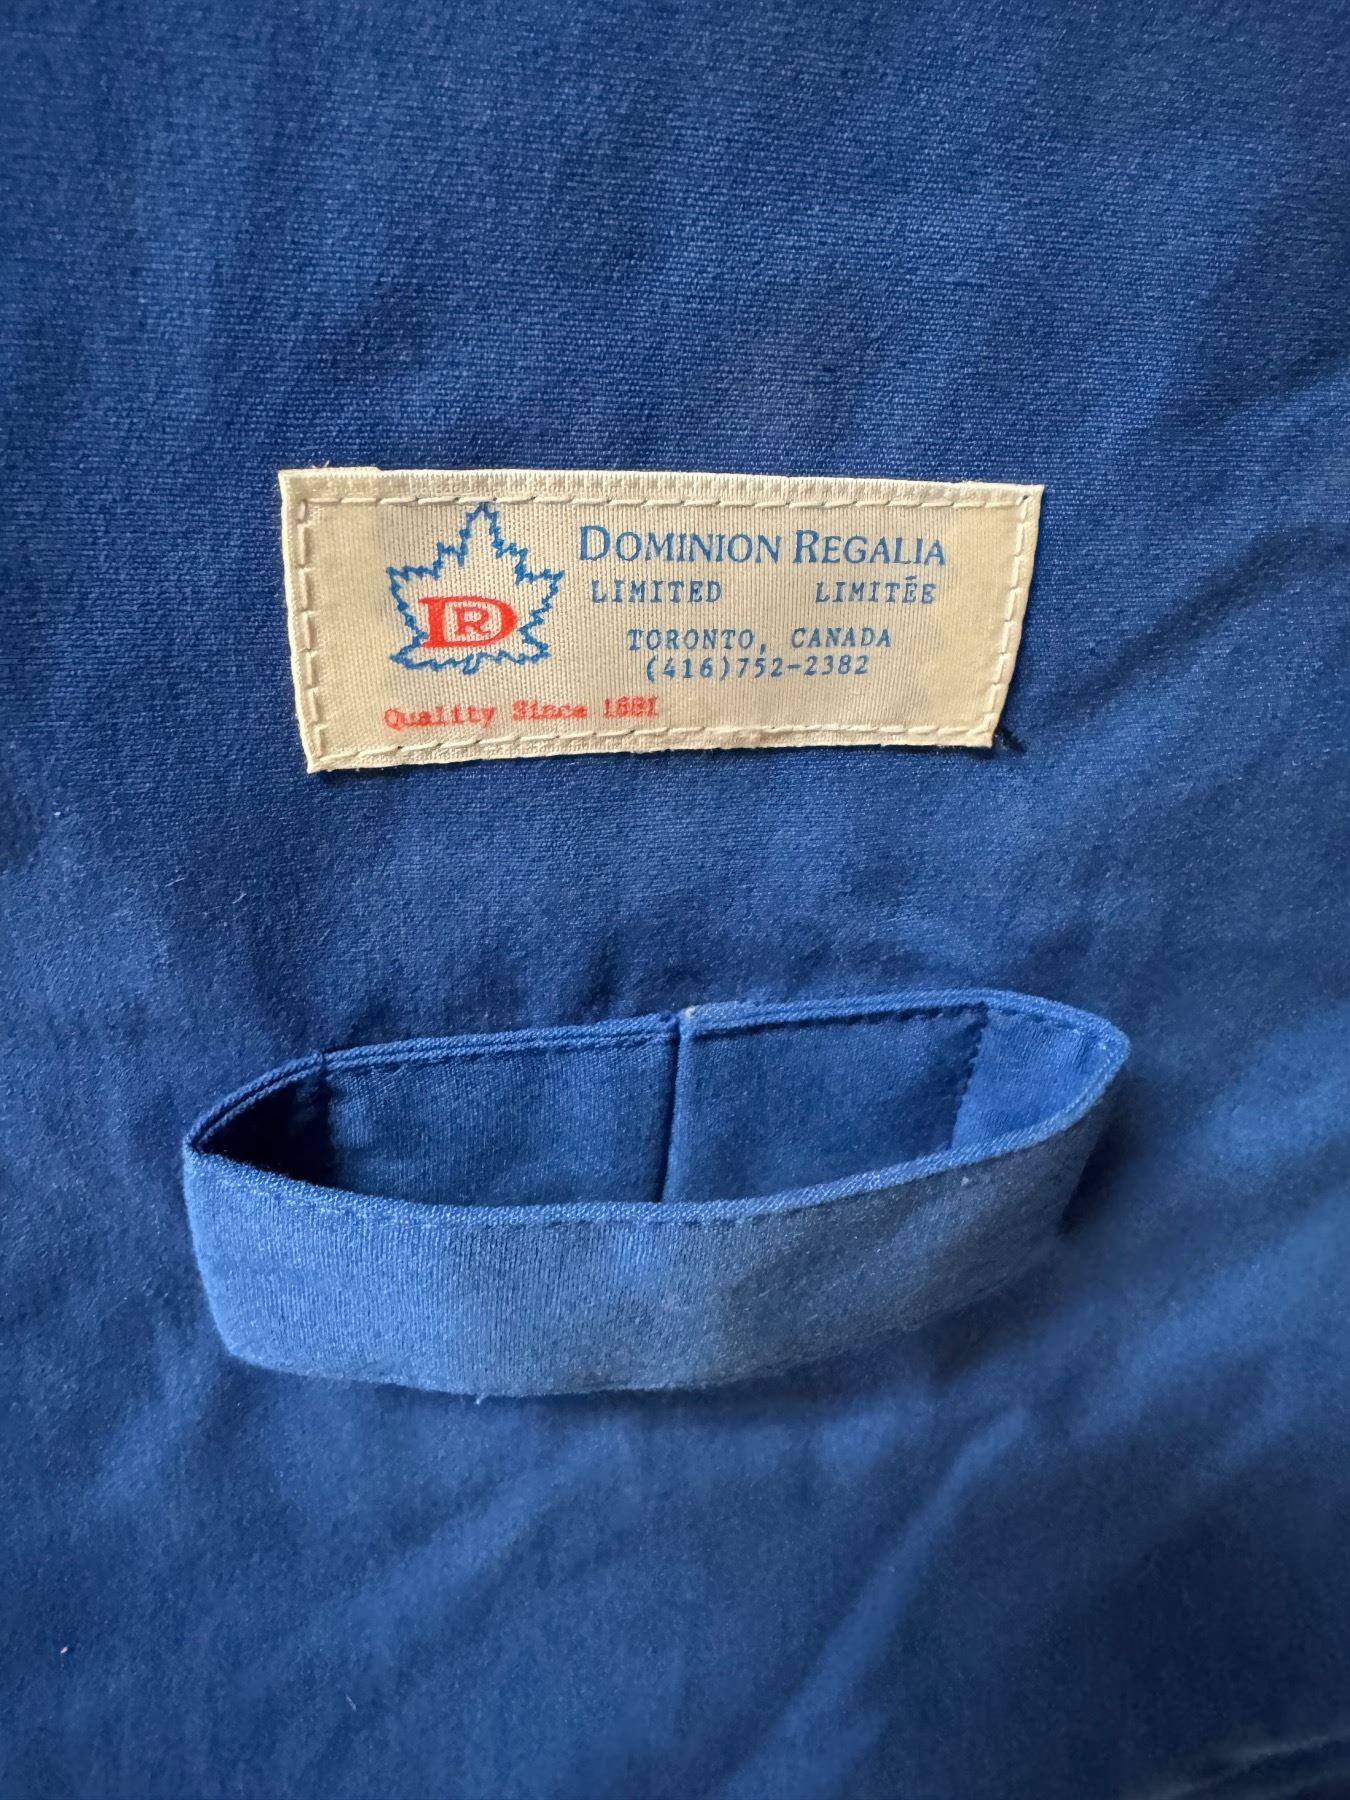 DOMINION REGALIA
LIMITED LIMITÉE
TORONTO, CANADA
(416)752-2382
DR
Quality Since 1881